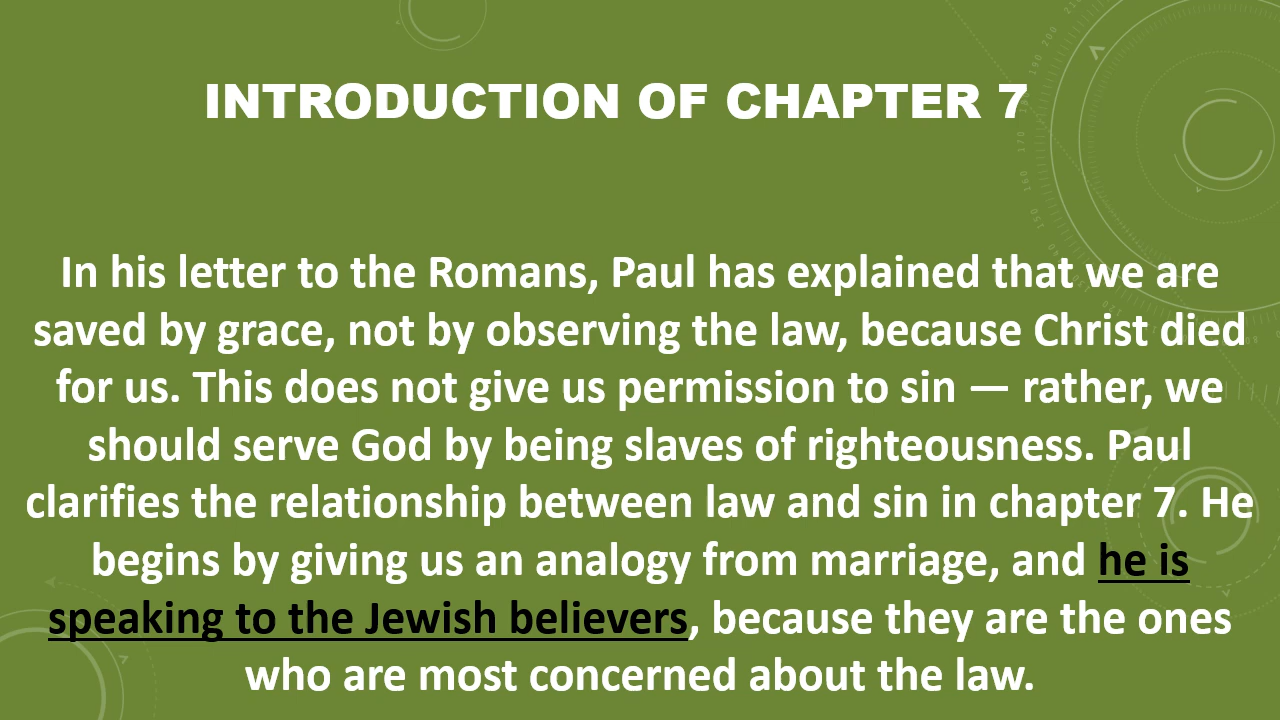 INTRODUCTION OF CHAPTER 7
In his letter to the Romans, Paul has explained that we are
saved by grace, not by observing the law, because Christ died
for us. This does not give us permission to sin — rather, we
should serve God by being slaves of righteousness. Paul
clarifies the relationship between law and sin in chapter 7. He
begins by giving us an analogy from marriage, and he is
speaking to the Jewish believers, because they are the ones
who are most concerned about the law.